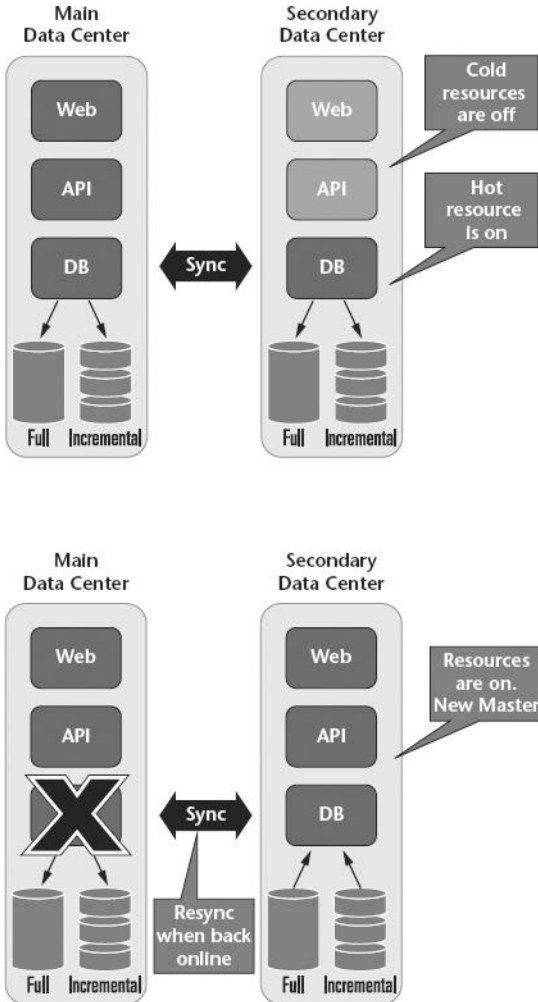 Main
Data Center
Secondary
Data Center
Web
Web
Cold
resources
are off
API
API
Hot
resource
is on
DB
Sync
DB
Full
Incremental
Full
Incremental
Main
Data Center
Secondary
Data Center
Web
Web
Resources
are on.
New Master
API
API
X
Sync
DB
Resync
when back
online
Full
Incremental
Full
Incremental